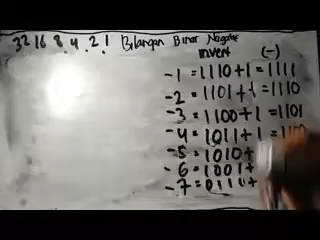 32 16 8 4 2 1 Bilangan Biner Negatif
invert (-)
-1 = 1110+1 = 1111
-2 = 1101+1 = 1110
-3 = 1100+1 = 1101
-4 = 1011+1 =
-5 = 1010+
-6 = 1001+
-7 = 0111+